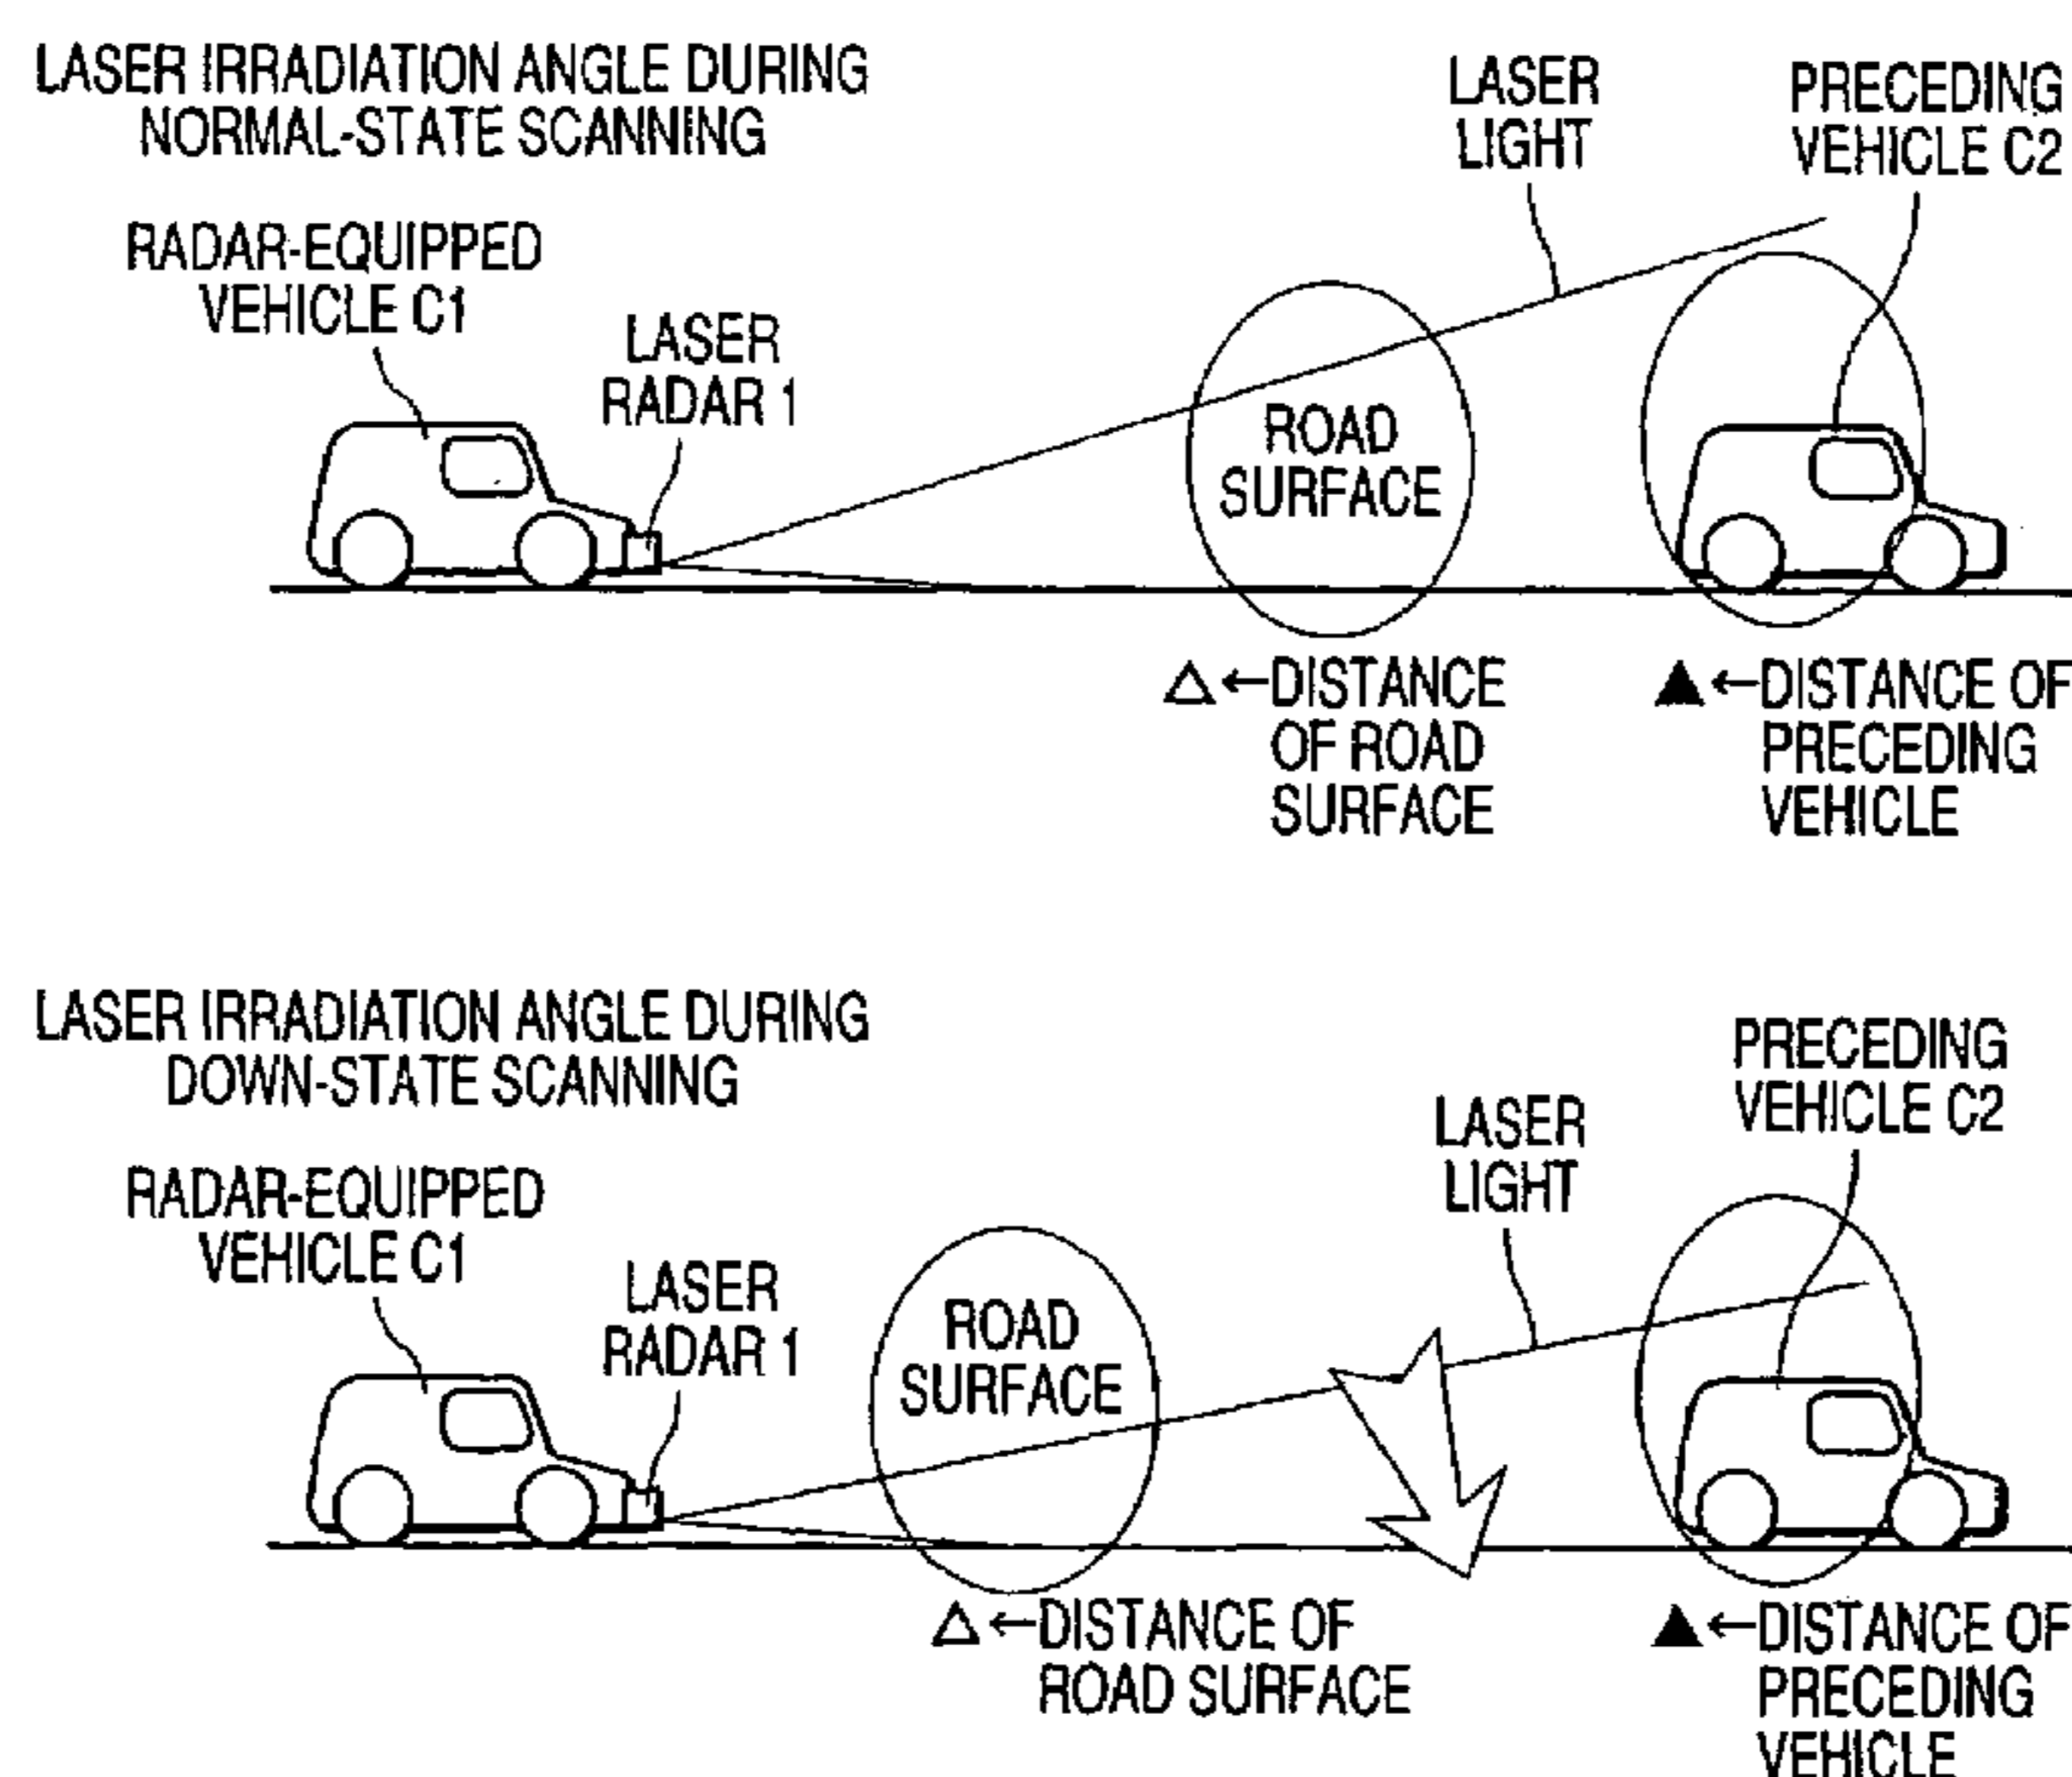 LASER IRRADIATION ANGLE DURING
NORMAL-STATE SCANNING
LASER
LIGHT
PRECEDING
VEHICLE C2
RADAR-EQUIPPED
VEHICLE C1
LASER
RADAR 1
ROAD
SURFACE
△←DISTANCE
OF ROAD
SURFACE
▲←DISTANCE OF
PRECEDING
VEHICLE
LASER IRRADIATION ANGLE DURING
DOWN-STATE SCANNING
LASER
LIGHT
PRECEDING
VEHICLE C2
RADAR-EQUIPPED
VEHICLE C1
LASER
RADAR 1
ROAD
SURFACE
△←DISTANCE OF
ROAD SURFACE
▲←DISTANCE OF
PRECEDING
VEHICLE